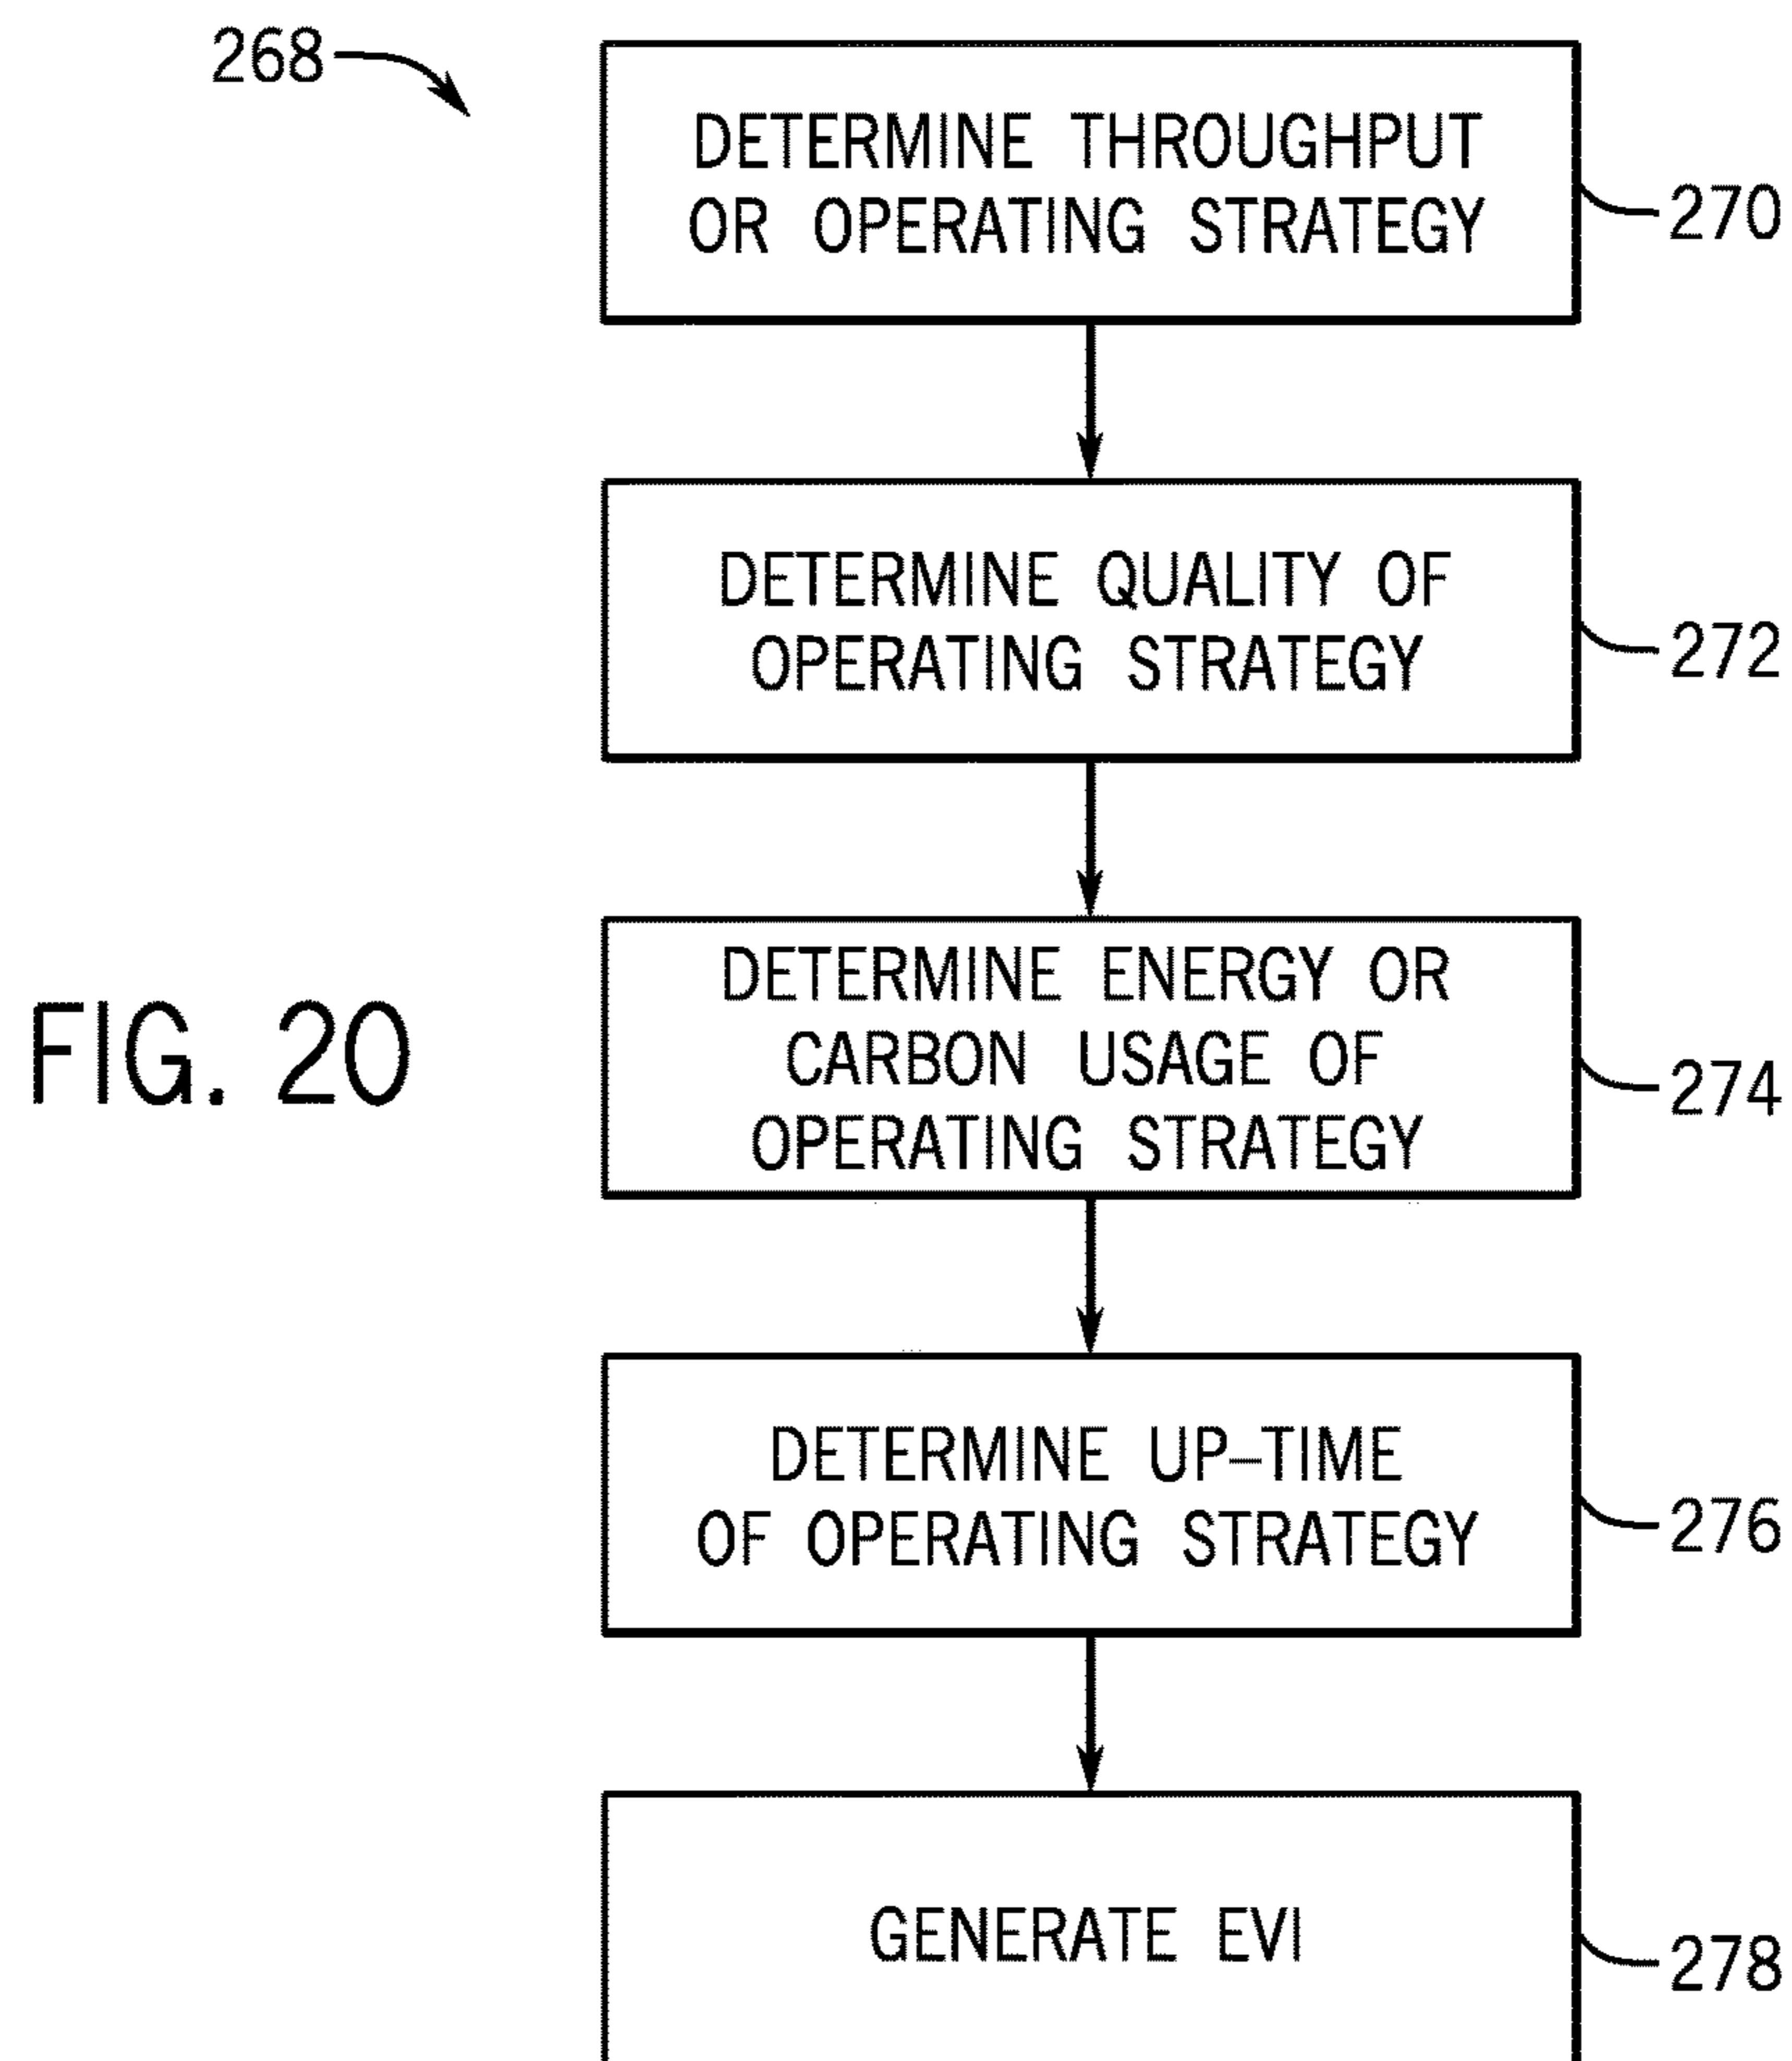 268
DETERMINE THROUGHPUT
OR OPERATING STRATEGY
270
DETERMINE QUALITY OF
OPERATING STRATEGY
272
DETERMINE ENERGY OR
CARBON USAGE OF
OPERATING STRATEGY
274
FIG. 20
DETERMINE UP–TIME
OF OPERATING STRATEGY
276
GENERATE EVI
278